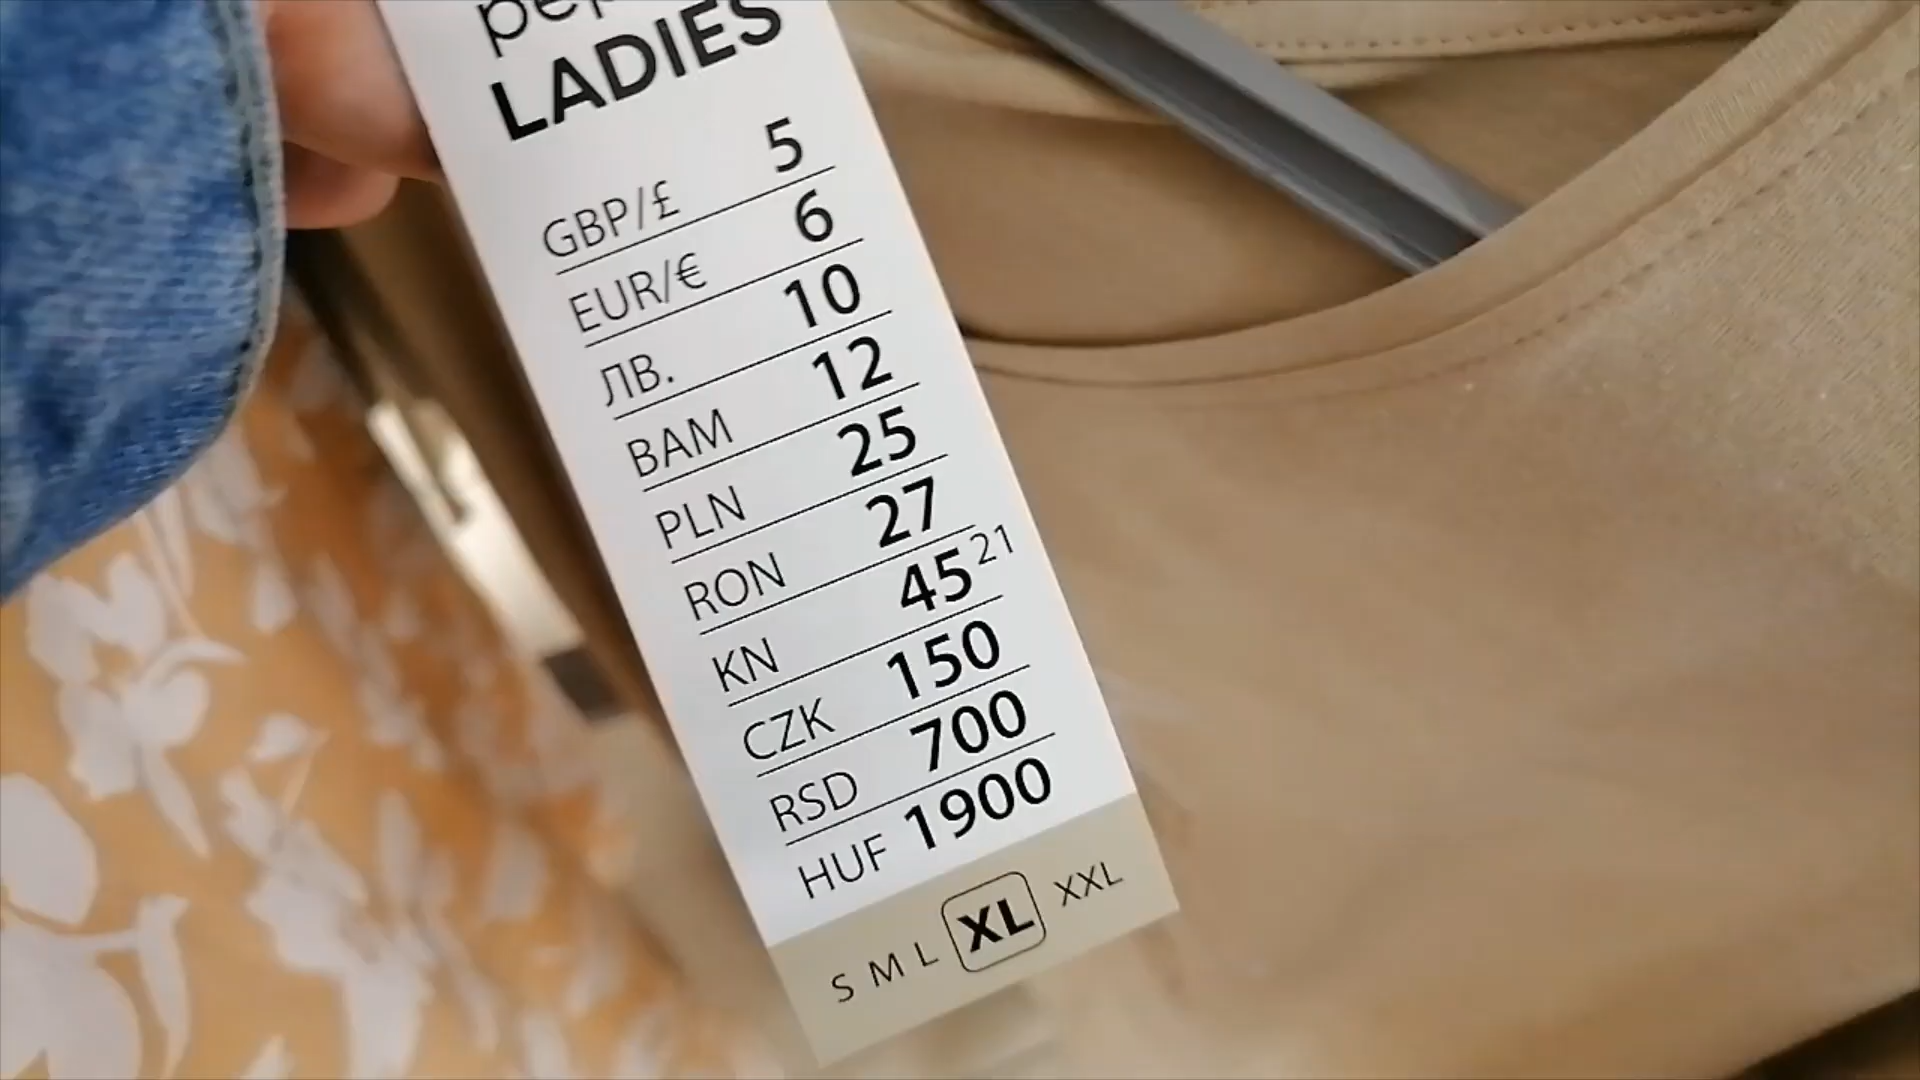 LADIES
GBP/£ 5
EUR/€ 6
ЛВ. 10
BAM 12
PLN 25
RON 27
KN 45 21
CZK 150
RSD 700
HUF 1900
S M L XL XXL